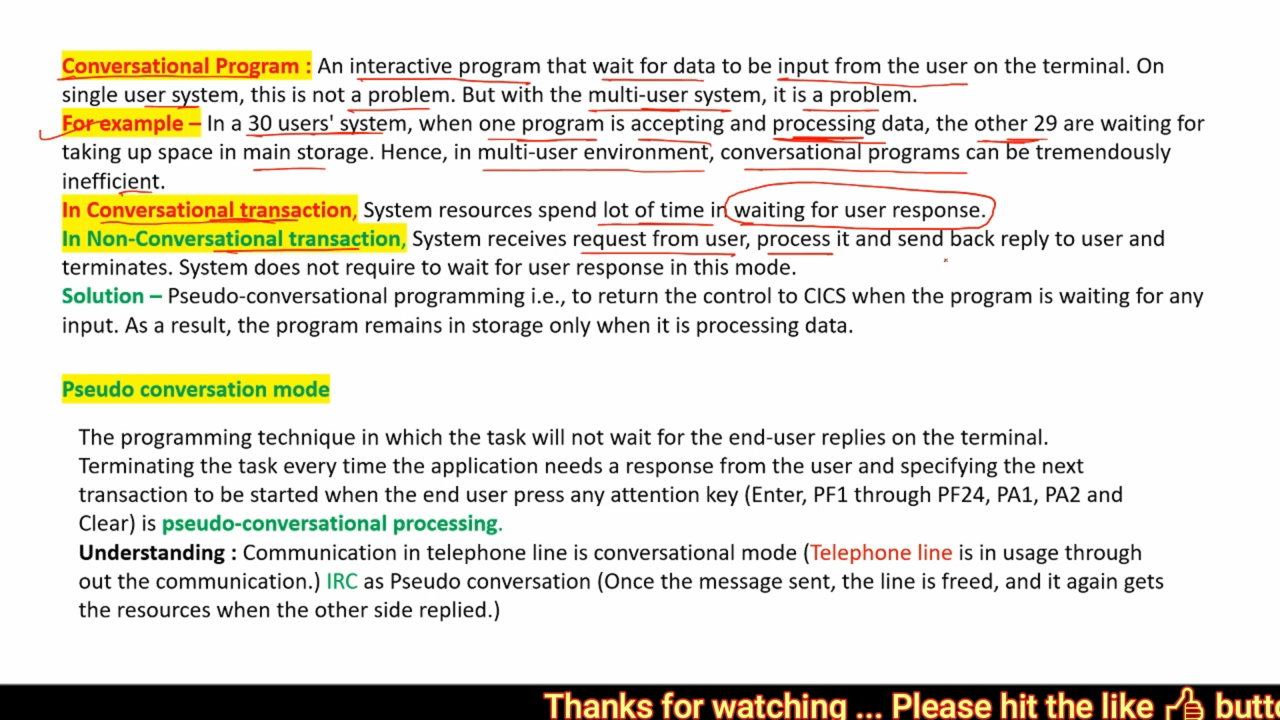 Conversational Program : An interactive program that wait for data to be input from the user on the terminal. On
single user system, this is not a problem. But with the multi-user system, it is a problem.
For example – In a 30 users' system, when one program is accepting and processing data, the other 29 are waiting for
taking up space in main storage. Hence, in multi-user environment, conversational programs can be tremendously
inefficient.
In Conversational transaction, System resources spend lot of time in waiting for user response.
In Non-Conversational transaction, System receives request from user, process it and send back reply to user and
terminates. System does not require to wait for user response in this mode.
Solution – Pseudo-conversational programming i.e., to return the control to CICS when the program is waiting for any
input. As a result, the program remains in storage only when it is processing data.
Pseudo conversation mode
The programming technique in which the task will not wait for the end-user replies on the terminal.
Terminating the task every time the application needs a response from the user and specifying the next
transaction to be started when the end user press any attention key (Enter, PF1 through PF24, PA1, PA2 and
Clear) is pseudo-conversational processing.
Understanding : Communication in telephone line is conversational mode (Telephone line is in usage through
out the communication.) IRC as Pseudo conversation (Once the message sent, the line is freed, and it again gets
the resources when the other side replied.)
Thanks for watching ... Please hit the like 👍 butto